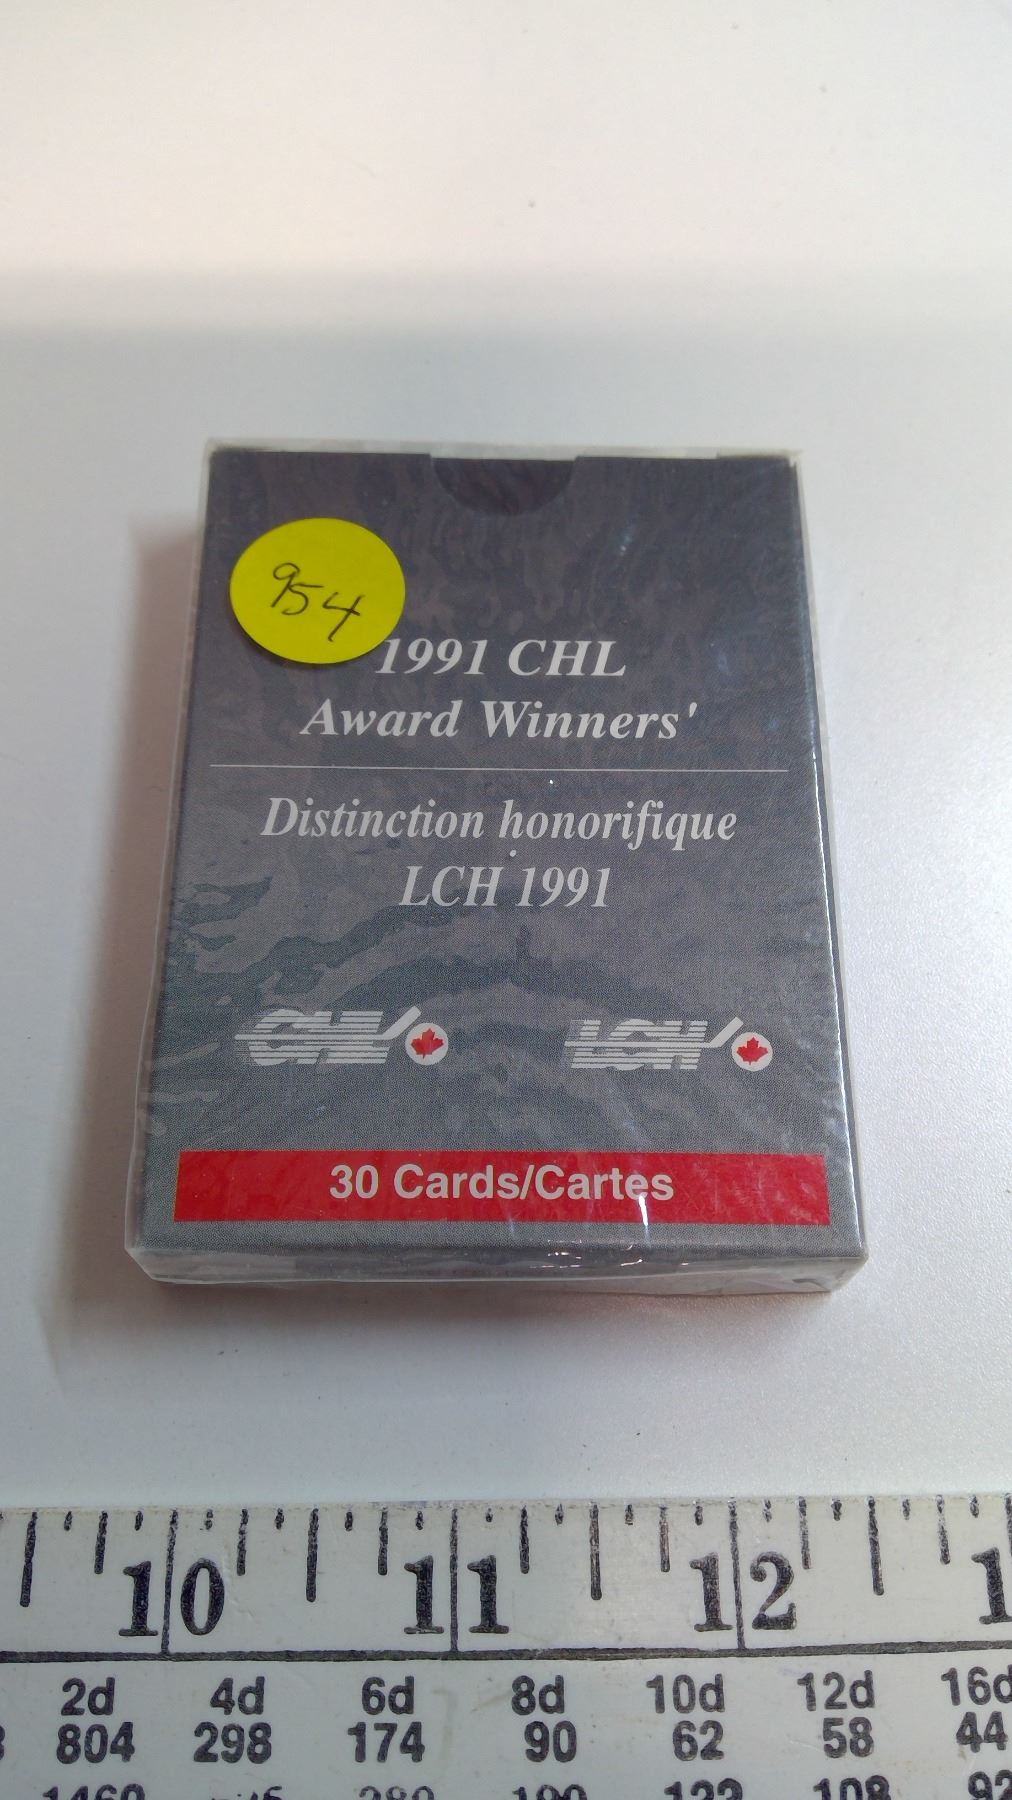 954
1991 CHL
Award Winners'
Distinction honorifique
LCH 1991
CHL LCH
30 Cards/Cartes
10 11 12 1
2d 4d 6d 8d 10d 12d 16d
804 298 174 90 62 58 44